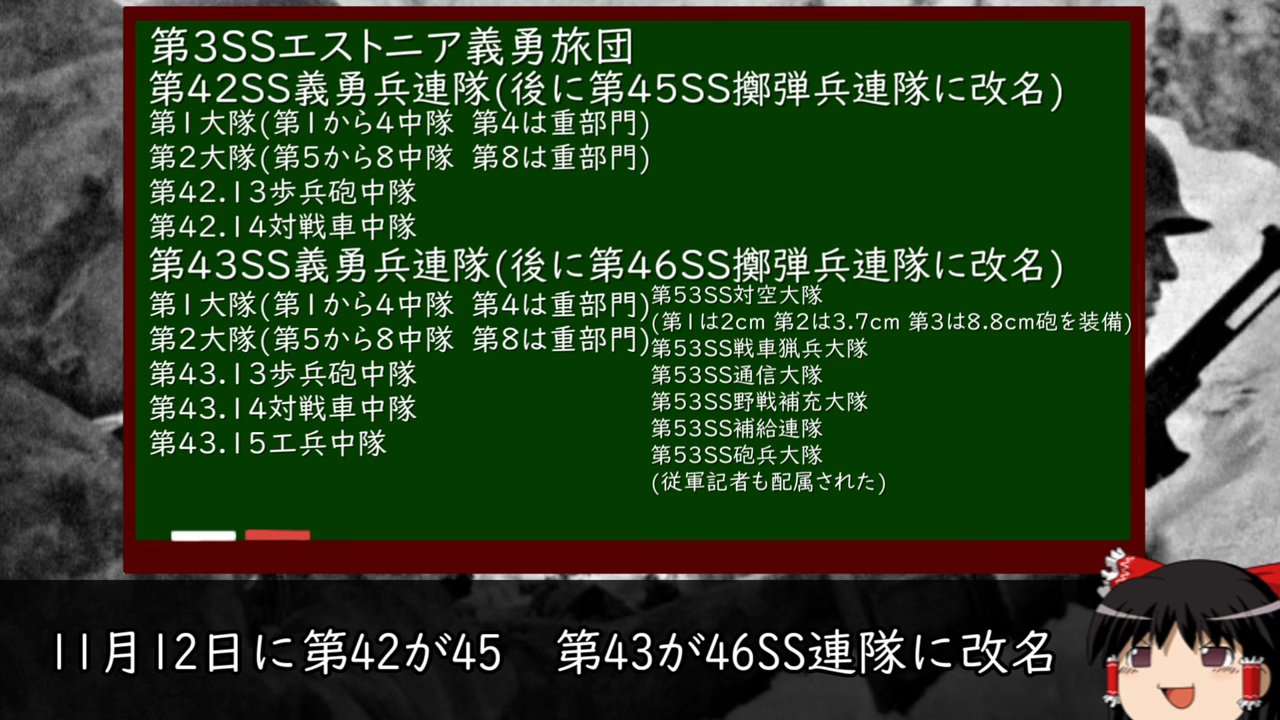 第3SSエストニア義勇旅団
第42SS義勇兵連隊(後に第45SS擲弾兵連隊に改名)
第1大隊(第1から4中隊 第4は重部門)
第2大隊(第5から8中隊 第8は重部門)
第42.13歩兵砲中隊
第42.14対戦車中隊
第43SS義勇兵連隊(後に第46SS擲弾兵連隊に改名)
第1大隊(第1から4中隊 第4は重部門)
第2大隊(第5から8中隊 第8は重部門)
第43.13歩兵砲中隊
第43.14対戦車中隊
第43.15工兵中隊
第53SS対空大隊
(第1は2cm 第2は3.7cm 第3は8.8cm砲を装備)
第53SS戦車猟兵大隊
第53SS通信大隊
第53SS野戦補充大隊
第53SS補給連隊
第53SS砲兵大隊
(従軍記者も配属された)
11月12日に第42が45　第43が46SS連隊に改名